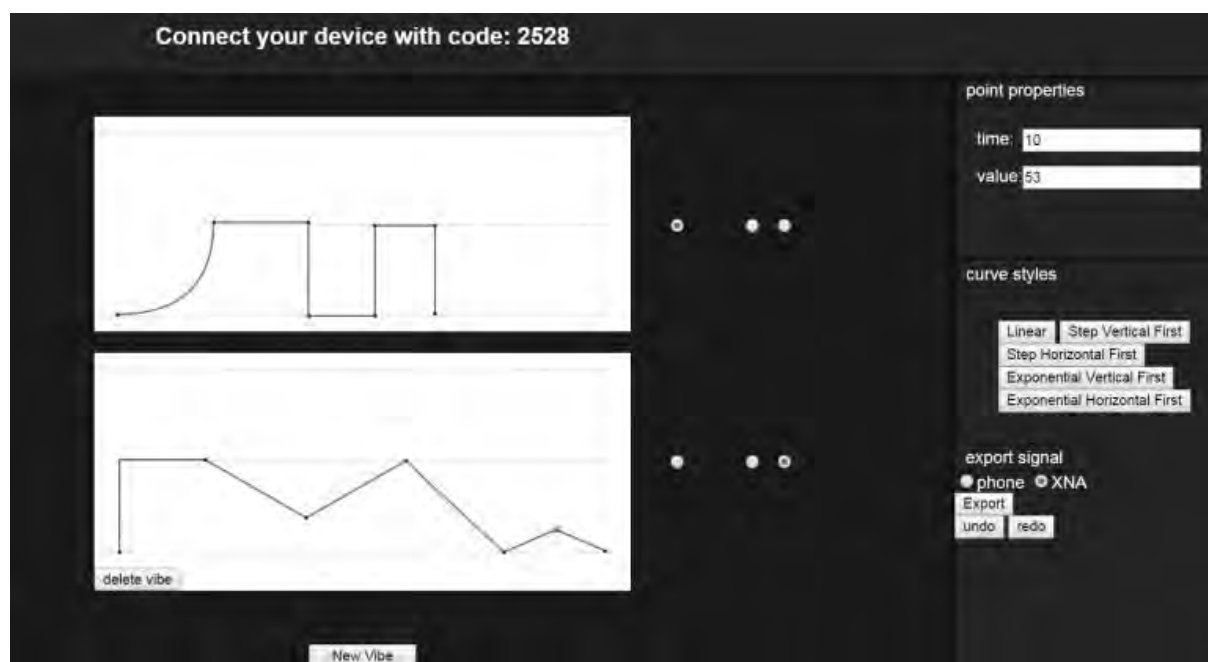 Connect your device with code: 2528
point properties
time: 10
value: 53
curve styles
Linear Step Vertical First
Step Horizontal First
Exponential Vertical First
Exponential Horizontal First
export signal
phone XNA
Export
undo redo
delete vibe
New Vibe